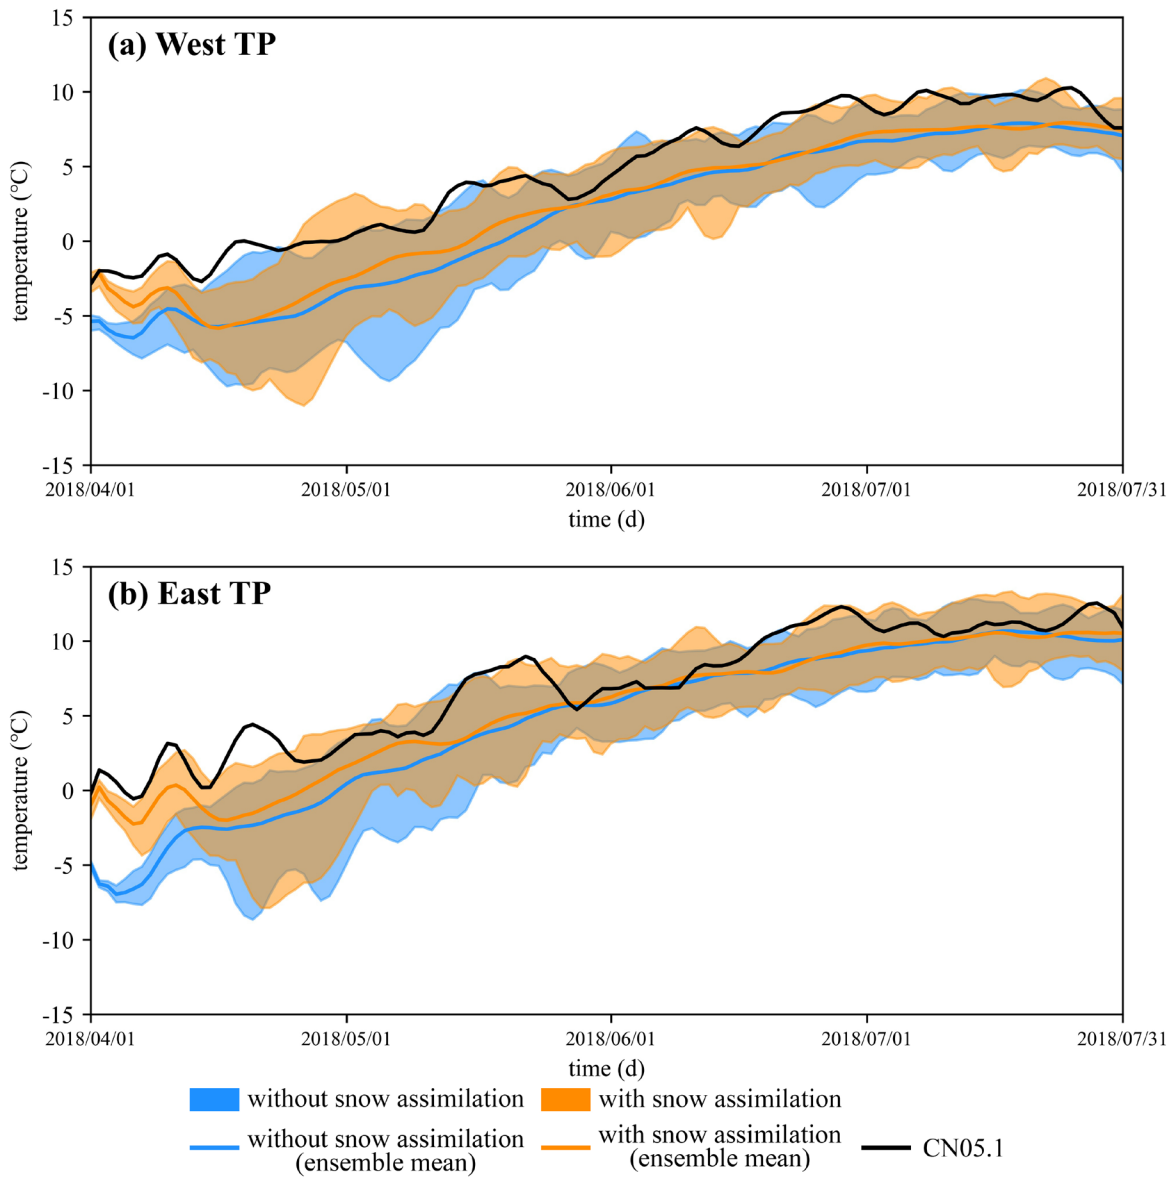 (a) West TP
15
10
5
0
-5
-10
-15
temperature (°C)
2018/04/01 2018/05/01 2018/06/01 2018/07/01 2018/07/31
time (d)
(b) East TP
15
10
5
0
-5
-10
-15
temperature (°C)
2018/04/01 2018/05/01 2018/06/01 2018/07/01 2018/07/31
time (d)
without snow assimilation with snow assimilation
without snow assimilation
(ensemble mean)
with snow assimilation
(ensemble mean)
CN05.1